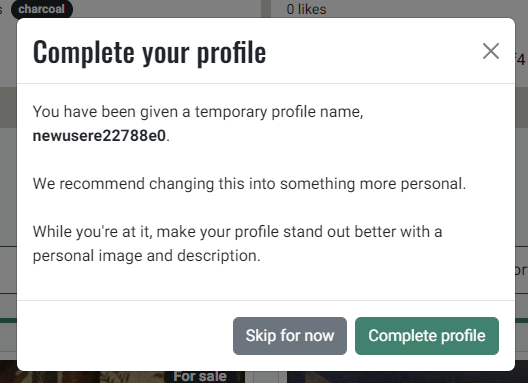 charcoal
0 likes
Complete your profile
You have been given a temporary profile name,
newusere22788e0.
We recommend changing this into something more personal.
While you're at it, make your profile stand out better with a
personal image and description.
Skip for now
Complete profile
For sale